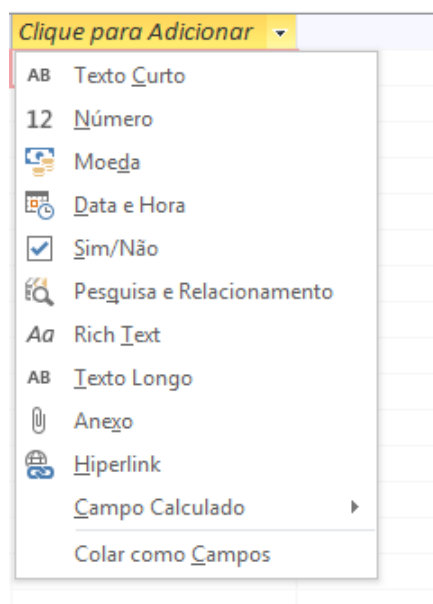 Clique para Adicionar
AB Texto Curto
12 Número
Moeda
Data e Hora
Sim/Não
Pesquisa e Relacionamento
Aa Rich Text
AB Texto Longo
Anexo
Hiperlink
Campo Calculado
Colar como Campos